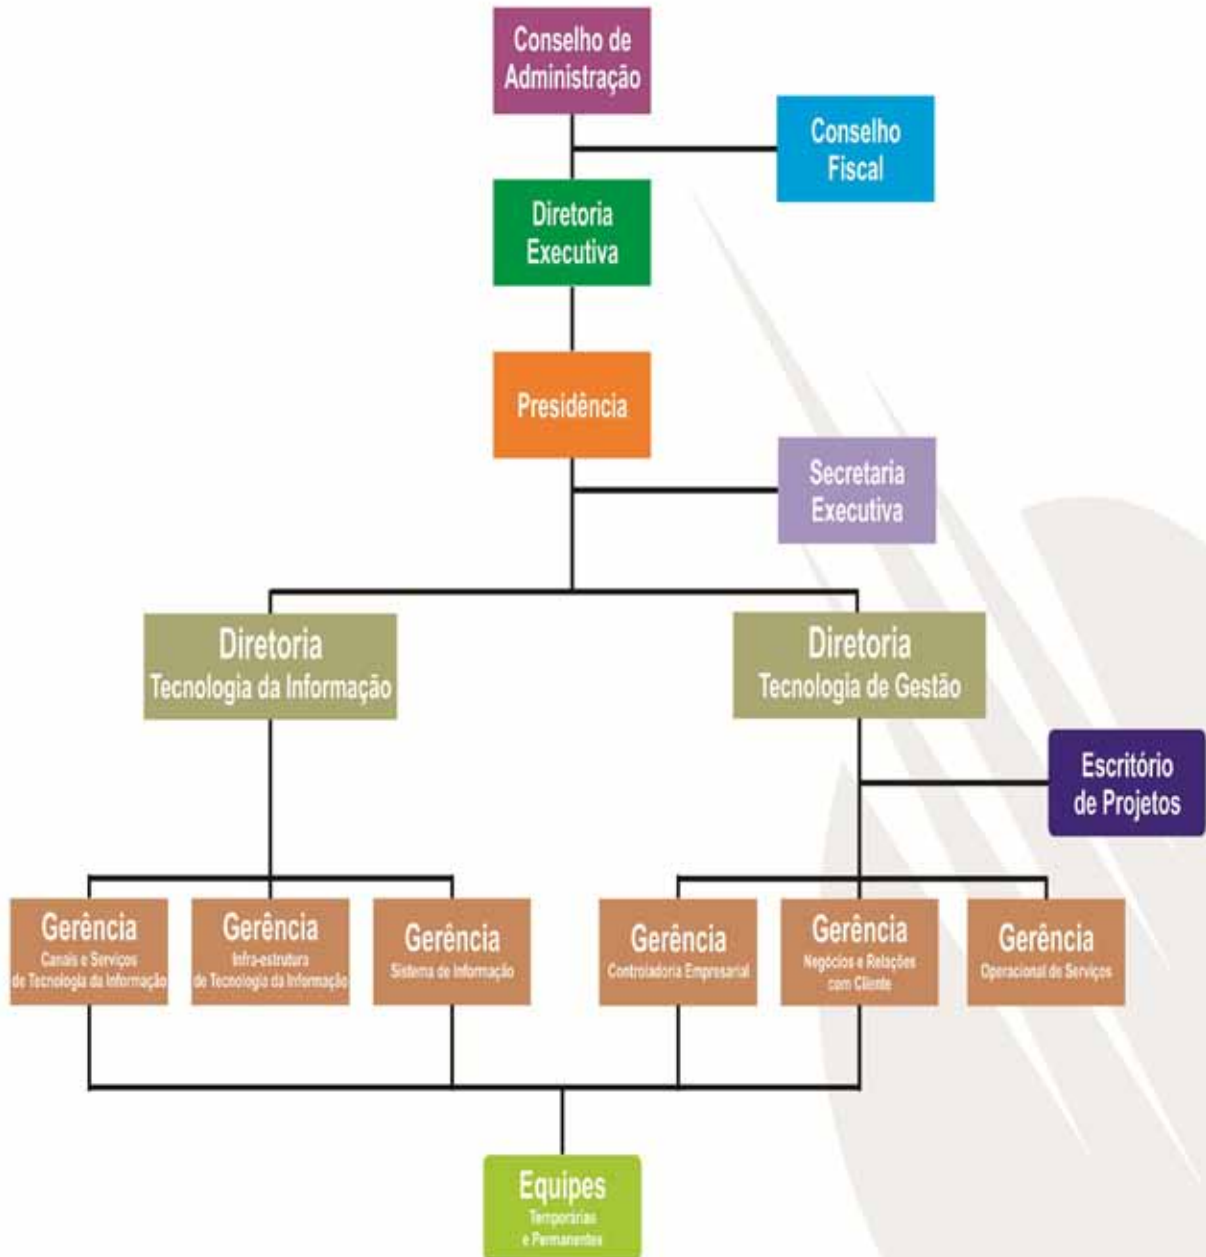 Conselho de
Administração
Conselho
Fiscal
Diretoria
Executiva
Presidência
Secretaria
Executiva
Diretoria
Tecnologia da Informação
Diretoria
Tecnologia de Gestão
Escritório
de Projetos
Gerência
Canais e Serviços
de Tecnologia da Informação
Gerência
Infra-estrutura
de Tecnologia da Informação
Gerência
Sistema de Informação
Gerência
Controladoria Empresarial
Gerência
Negócios e Relações
com Cliente
Gerência
Operacional de Serviços
Equipes
Temporárias
e Permanentes